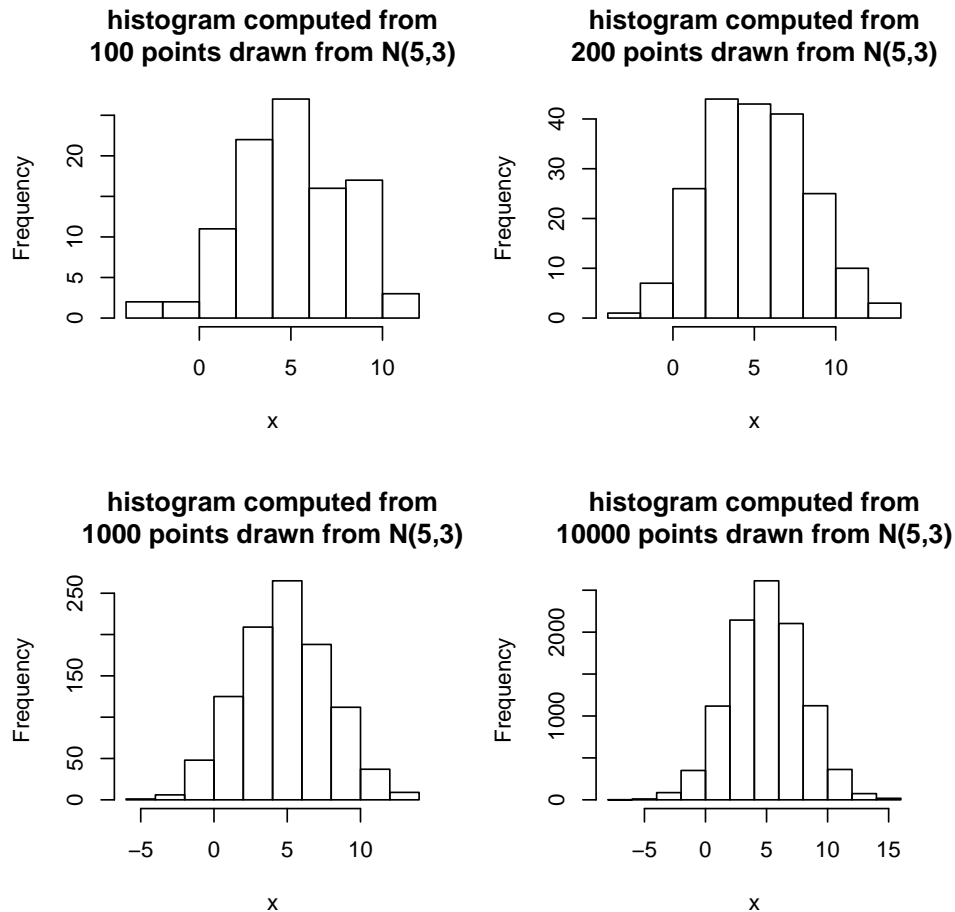 histogram computed from
100 points drawn from N(5,3)
Frequency
0
5
10
20
0
5
10
x
histogram computed from
200 points drawn from N(5,3)
Frequency
0
10
20
30
40
0
5
10
x
histogram computed from
1000 points drawn from N(5,3)
Frequency
0
50
150
250
−5
0
5
10
x
histogram computed from
10000 points drawn from N(5,3)
Frequency
0
1000
2000
−5
0
5
10
15
x